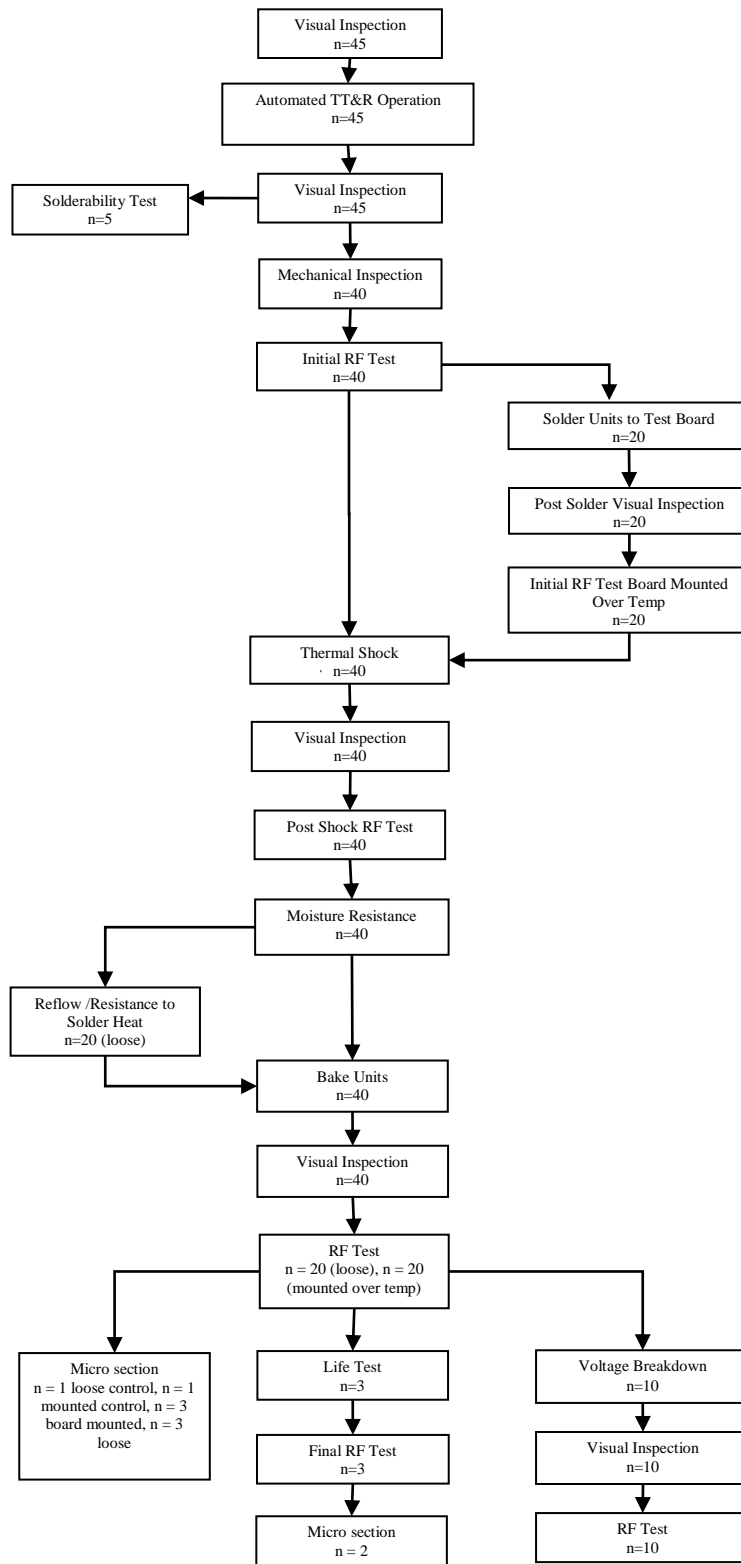 Visual Inspection
n=45
Automated TT&R Operation
n=45
Visual Inspection
n=45
Solderability Test
n=5
Mechanical Inspection
n=40
Initial RF Test
n=40
Solder Units to Test Board
n=20
Post Solder Visual Inspection
n=20
Initial RF Test Board Mounted
Over Temp
n=20
Thermal Shock
n=40
Visual Inspection
n=40
Post Shock RF Test
n=40
Moisture Resistance
n=40
Reflow /Resistance to
Solder Heat
n=20 (loose)
Bake Units
n=40
Visual Inspection
n=40
RF Test
n = 20 (loose), n = 20
(mounted over temp)
Micro section
n = 1 loose control, n = 1
mounted control, n = 3
board mounted, n = 3
loose
Life Test
n=3
Final RF Test
n=3
Micro section
n = 2
Voltage Breakdown
n=10
Visual Inspection
n=10
RF Test
n=10